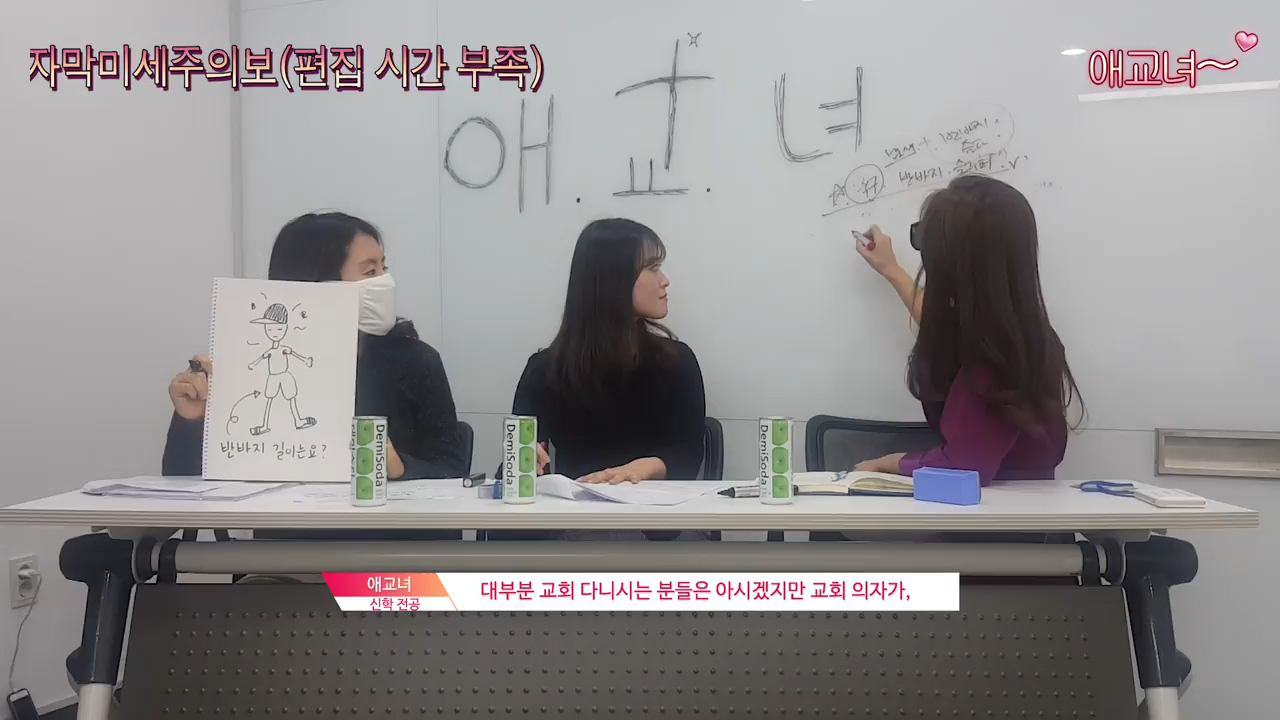 자막미세주의보(편집 시간 부족)
애교녀~
애.교.녀
반바지
반바지 길이는요?
DemiSoda
DemiSoda
DemiSoda
애교녀
신학 전공
대부분 교회 다니시는 분들은 아시겠지만 교회 의자가,